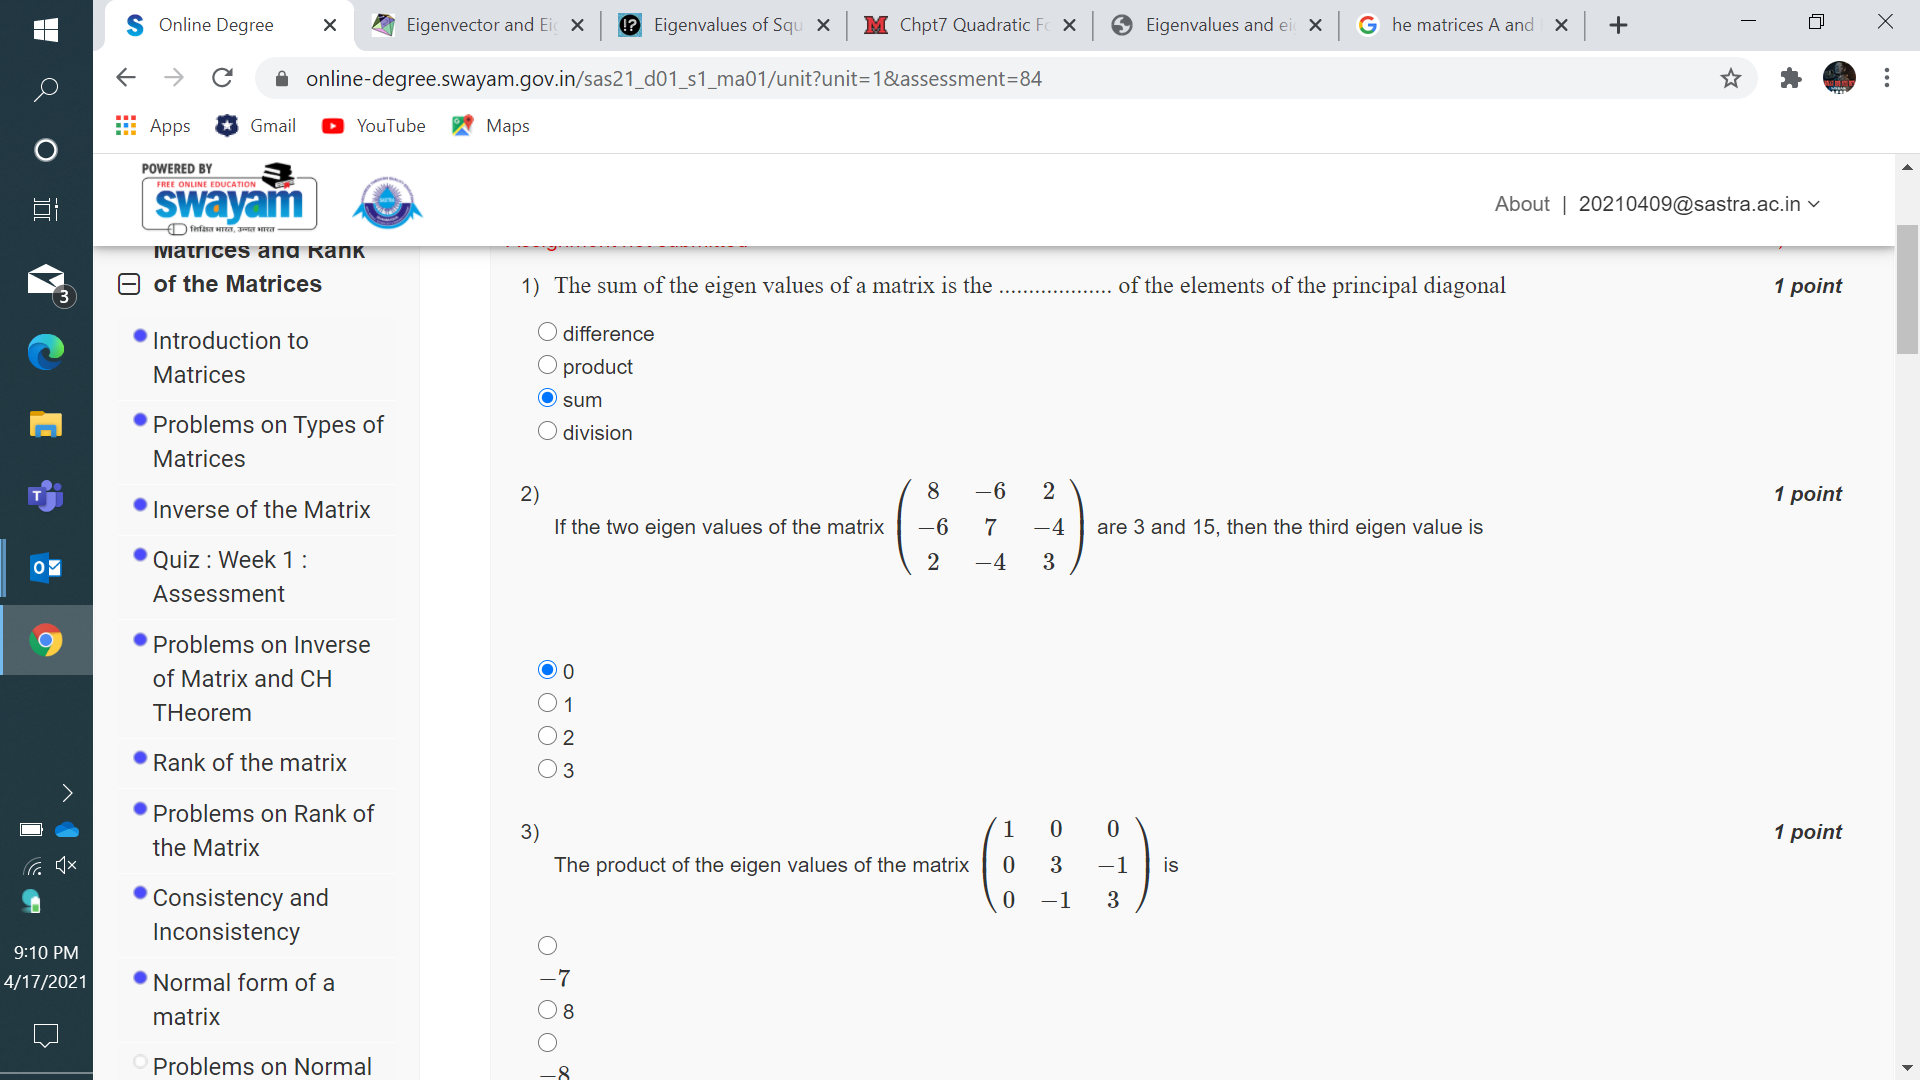 Online Degree
Eigenvector and Eig
Eigenvalues of Squ
Chpt7 Quadratic Fo
Eigenvalues and eig
he matrices A and
online-degree.swayam.gov.in/sas21_d01_s1_ma01/unit?unit=1&assessment=84
Apps
Gmail
YouTube
Maps
POWERED BY
FREE ONLINE EDUCATION
swayam
शिक्षित भारत, उन्नत भारत
About | 20210409@sastra.ac.in
Matrices and Rank
of the Matrices
Introduction to
Matrices
Problems on Types of
Matrices
Inverse of the Matrix
Quiz : Week 1 :
Assessment
Problems on Inverse
of Matrix and CH
THeorem
Rank of the matrix
Problems on Rank of
the Matrix
Consistency and
Inconsistency
Normal form of a
matrix
Problems on Normal
1) The sum of the eigen values of a matrix is the ................... of the elements of the principal diagonal
1 point
difference
product
sum
division
2)
1 point
8 −6 2
If the two eigen values of the matrix −6 7 −4 are 3 and 15, then the third eigen value is
2 −4 3
0
1
2
3
3)
1 point
1 0 0
The product of the eigen values of the matrix 0 3 −1 is
0 −1 3
−7
8
−8
3
9:10 PM
4/17/2021